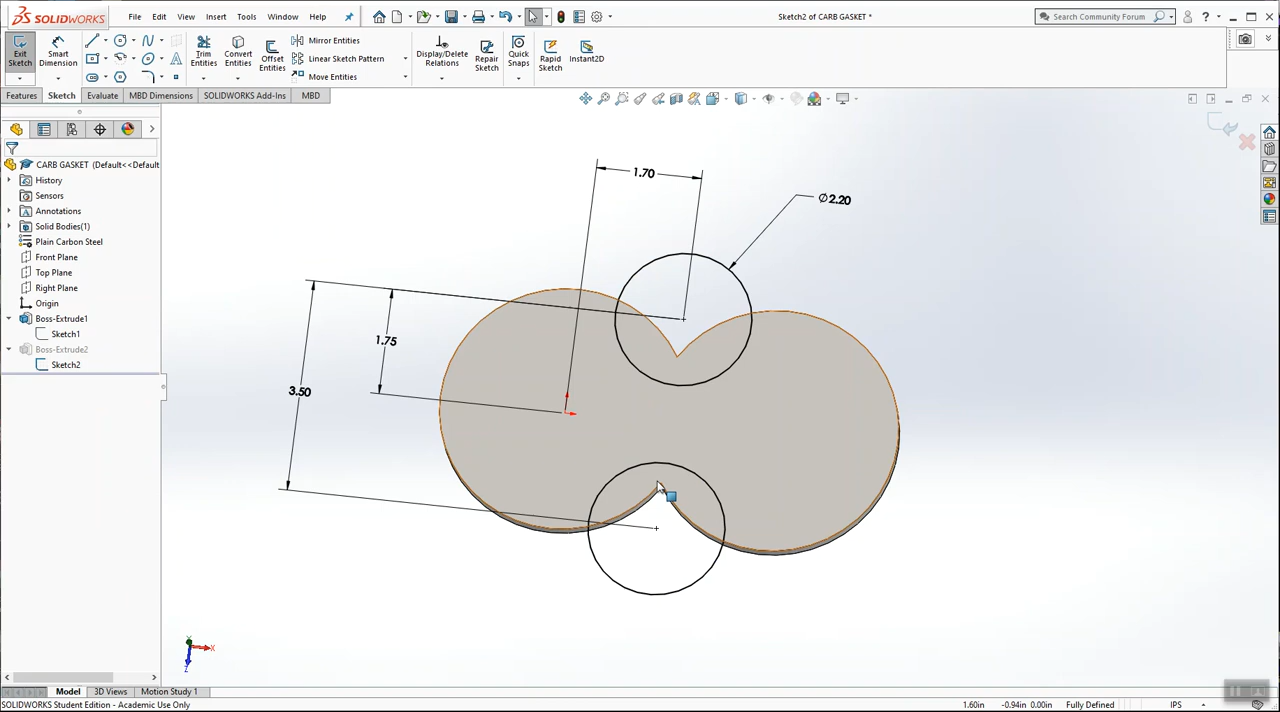 SOLIDWORKS
File
Edit
View
Insert
Tools
Window
Help
Sketch2 of CARB GASKET *
Search Community Forum
?
Exit Sketch
Smart Dimension
Trim Entities
Convert Entities
Offset Entities
Mirror Entities
Linear Sketch Pattern
Move Entities
Display/Delete Relations
Repair Sketch
Quick Snaps
Rapid Sketch
Instant2D
Features
Sketch
Evaluate
MBD Dimensions
SOLIDWORKS Add-Ins
MBD
CARB GASKET (Default<<Default
History
Sensors
Annotations
Solid Bodies(1)
Plain Carbon Steel
Front Plane
Top Plane
Right Plane
Origin
Boss-Extrude1
Sketch1
Boss-Extrude2
Sketch2
1.70
∅2.20
1.75
3.50
X
Z
Model
3D Views
Motion Study 1
SOLIDWORKS Student Edition - Academic Use Only
1.60in
-0.94in
0.00in
Fully Defined
IPS